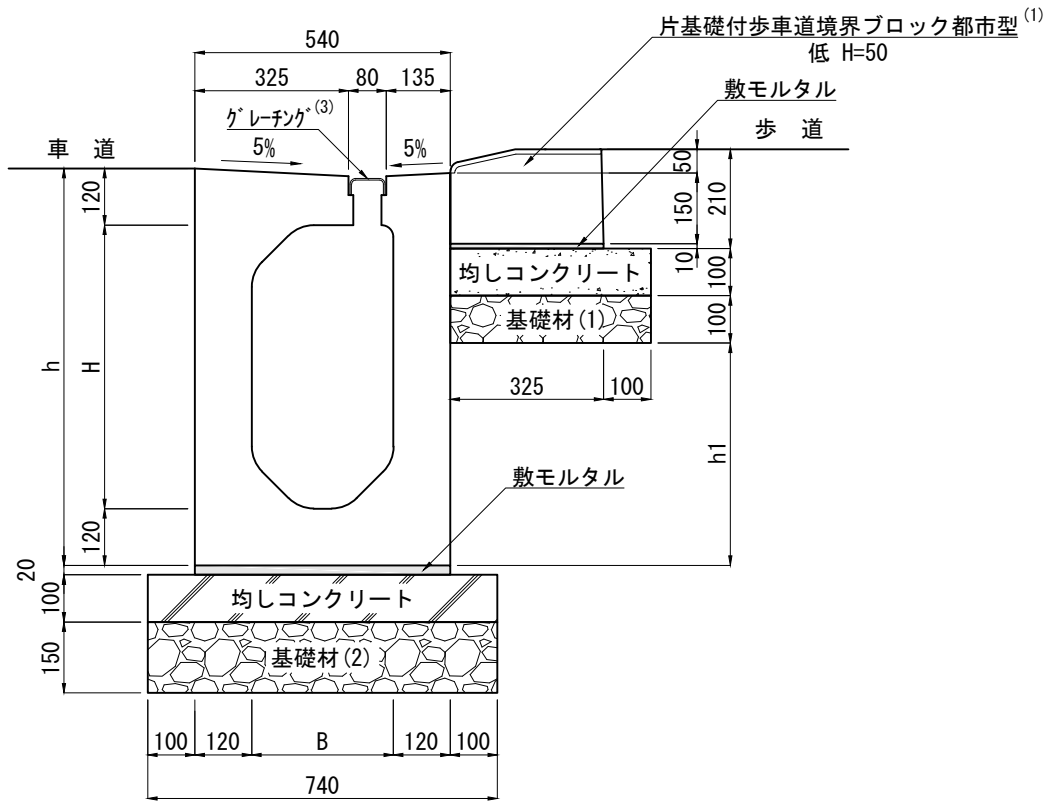 片基礎付歩車道境界ブロック都市型(1)
低 H=50
540
325
80
135
敷モルタル
グレーチング(3)
歩 道
車 道
5%
5%
50
120
150
210
10
均しコンクリート
100
基礎材(1)
100
h
H
325
100
h1
敷モルタル
120
20
100
均しコンクリート
150
基礎材(2)
100
120
B
120
100
740